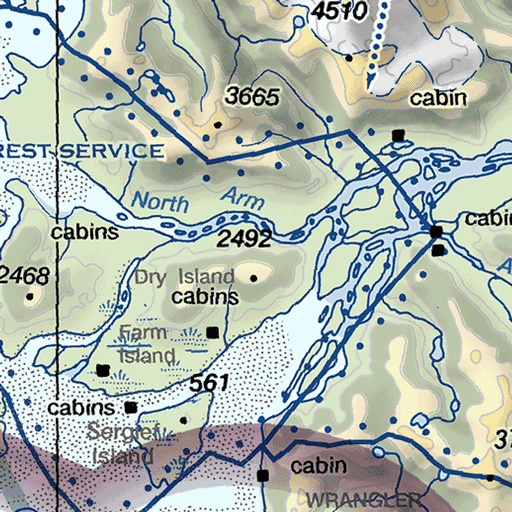 4510
3665
cabin
REST SERVICE
North Arm
cabins
cabin
2492
2468
Dry Island
cabins
A
Farm
Island
561
cabins
Sergief
Island
37
cabin
WRANGLER